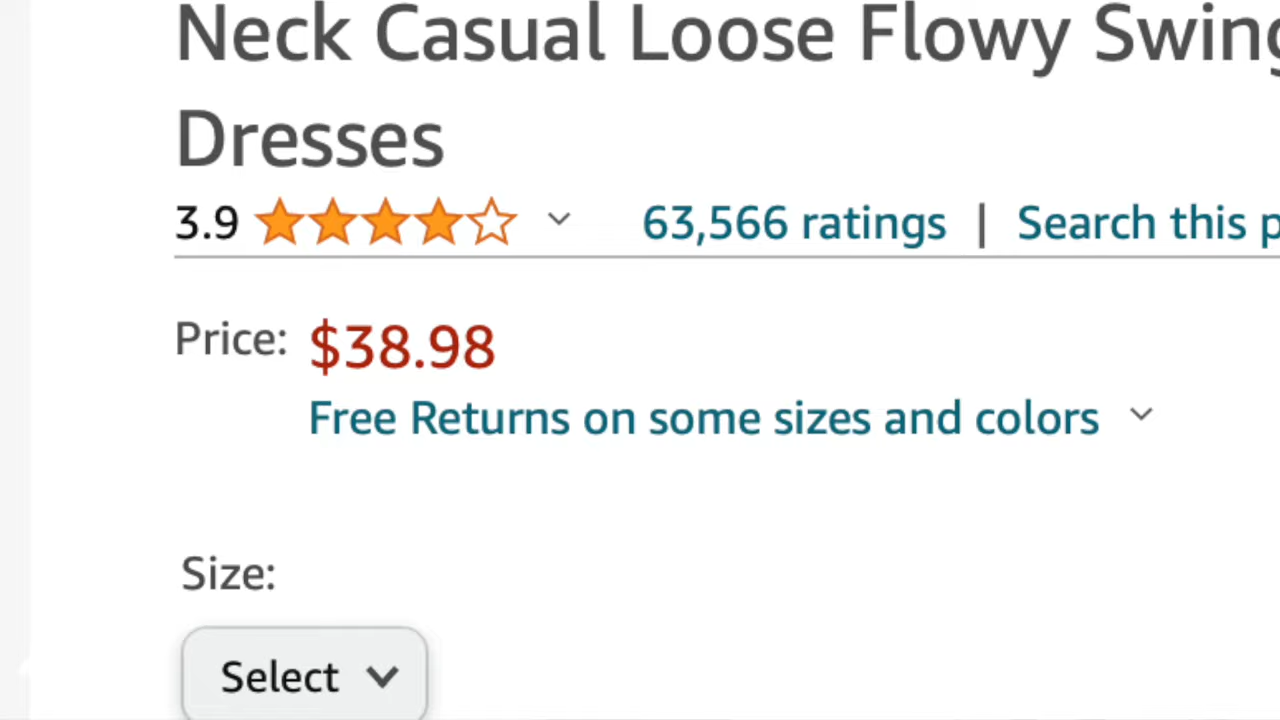 Neck Casual Loose Flowy Swing
Dresses
3.9 63,566 ratings | Search this
Price: $38.98
Free Returns on some sizes and colors
Size:
Select